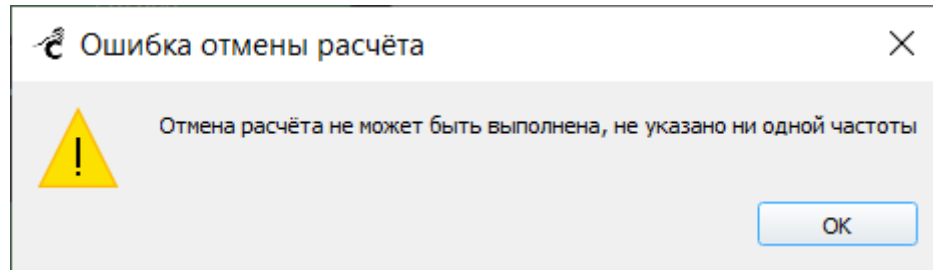 Ошибка отмены расчёта
Отмена расчёта не может быть выполнена, не указано ни одной частоты
OK